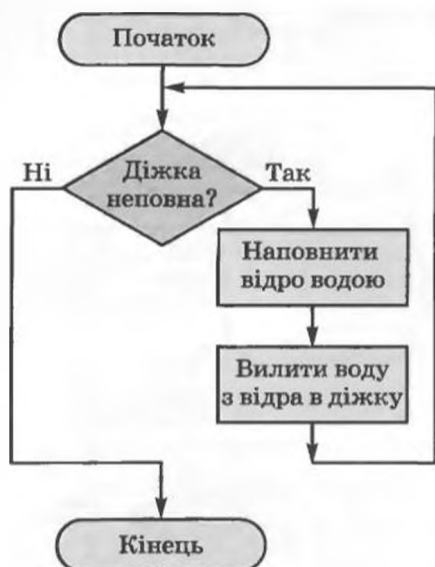 Початок
Ні
Діжка
неповна?
Так
Наповнити
відро водою
Вилити воду
з відра в діжку
Кінець